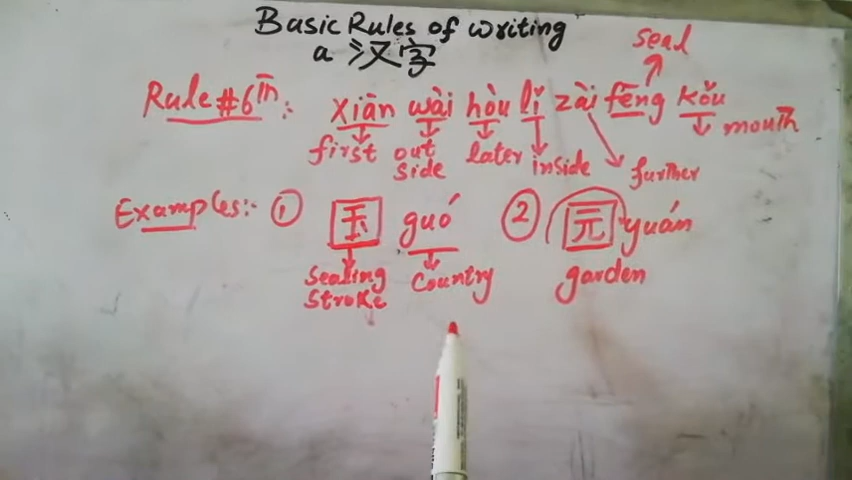 Basic Rules of writing
a 汉字
seal
Rule #6th: xiān wài hòu lǐ zài fēng kǒu
first out side later inside further mouth
Examples:- ① 国 guó ② 园 yuán
Sealing Stroke country garden